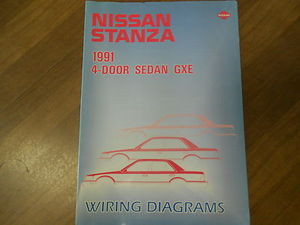 NISSAN
STANZA
1991
4-DOOR SEDAN GXE
WIRING DIAGRAMS